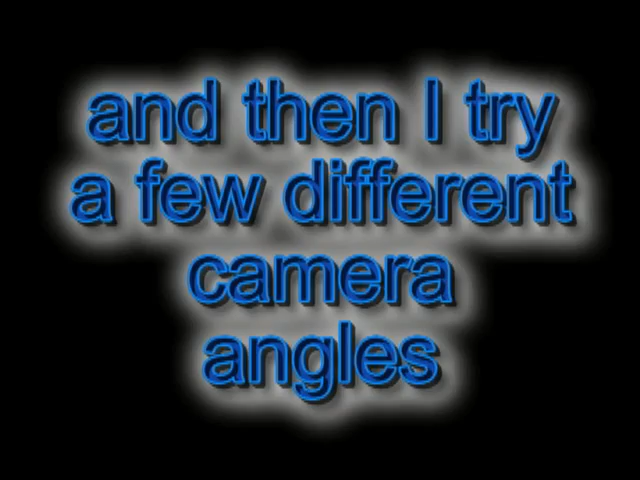 and then I try
a few different
camera
angles